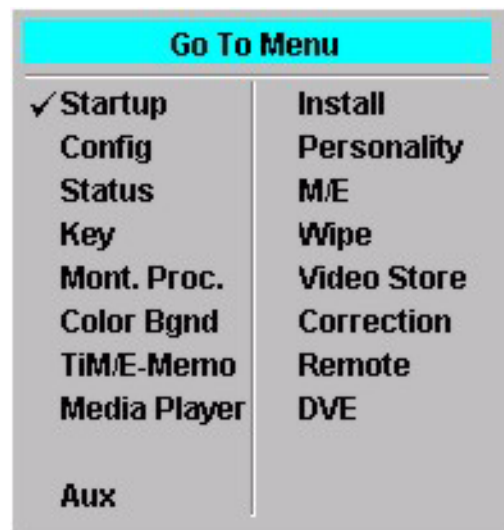 Go To Menu
✓Startup
Config
Status
Key
Mont. Proc.
Color Bgnd
TiM/E-Memo
Media Player
Aux
Install
Personality
M/E
Wipe
Video Store
Correction
Remote
DVE